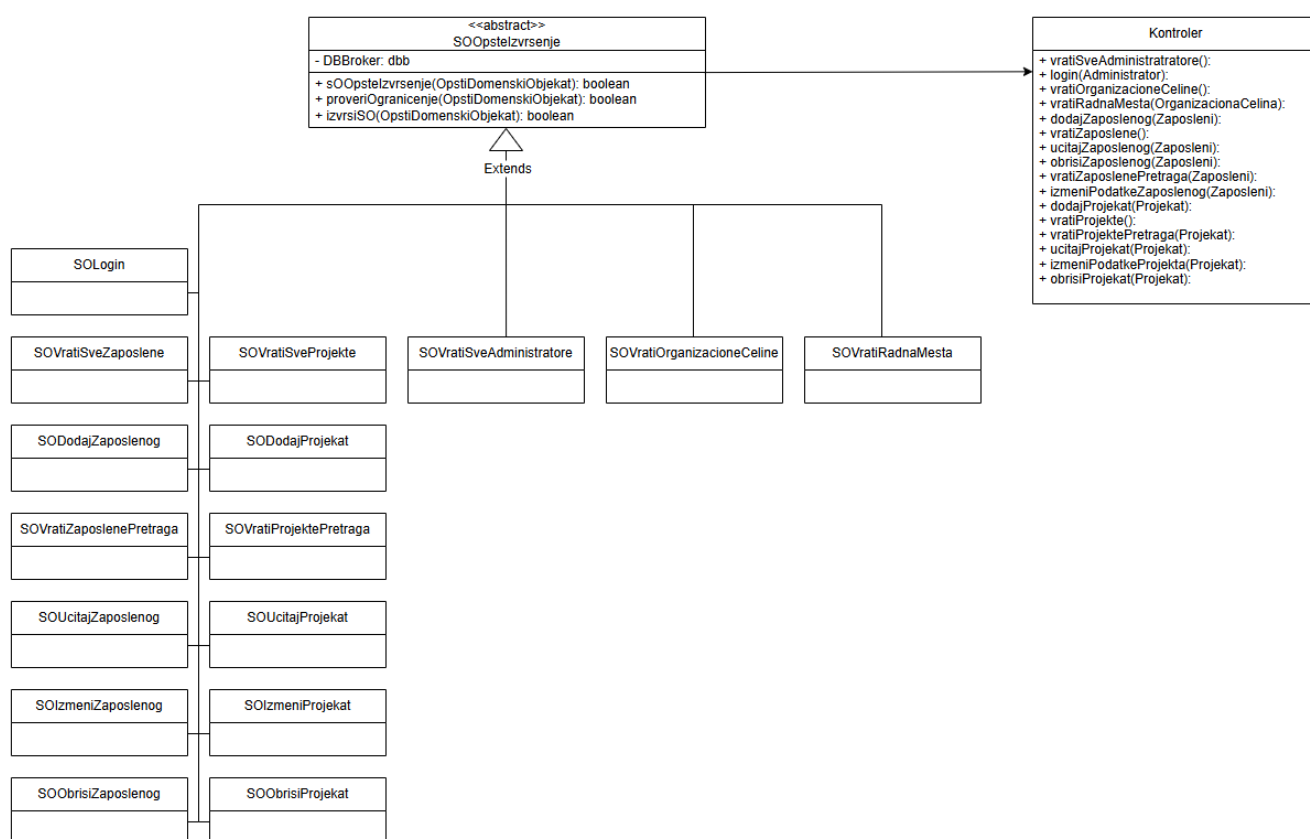 <<abstract>>
SOOpsteIzvrsenje
- DBBroker: dbb
+ sOOpsteIzvrsenje(OpstiDomenskiObjekat): boolean
+ proveriOgranicenje(OpstiDomenskiObjekat): boolean
+ izvrsiSO(OpstiDomenskiObjekat): boolean
Extends
Kontroler
+ vratiSveAdministratratore():
+ login(Administrator):
+ vratiOrganizacioneCeline():
+ vratiRadnaMesta(OrganizacionaCelina):
+ dodajZaposlenog(Zaposleni):
+ vratiZaposlene():
+ ucitajZaposlenog(Zaposleni):
+ obrisiZaposlenog(Zaposleni):
+ vratiZaposlenePretraga(Zaposleni):
+ izmeniPodatkeZaposlenog(Zaposleni):
+ dodajProjekat(Projekat):
+ vratiProjekte():
+ vratiProjektePretraga(Projekat):
+ ucitajProjekat(Projekat):
+ izmeniPodatkeProjekta(Projekat):
+ obrisiProjekat(Projekat):
SOLogin
SOVratiSveZaposlene
SOVratiSveProjekte
SOVratiSveAdministratore
SOVratiOrganizacioneCeline
SOVratiRadnaMesta
SODodajZaposlenog
SODodajProjekat
SOVratiZaposlenePretraga
SOVratiProjektePretraga
SOUcitajZaposlenog
SOUcitajProjekat
SOIzmeniZaposlenog
SOIzmeniProjekat
SOObrisiZaposlenog
SOObrisiProjekat